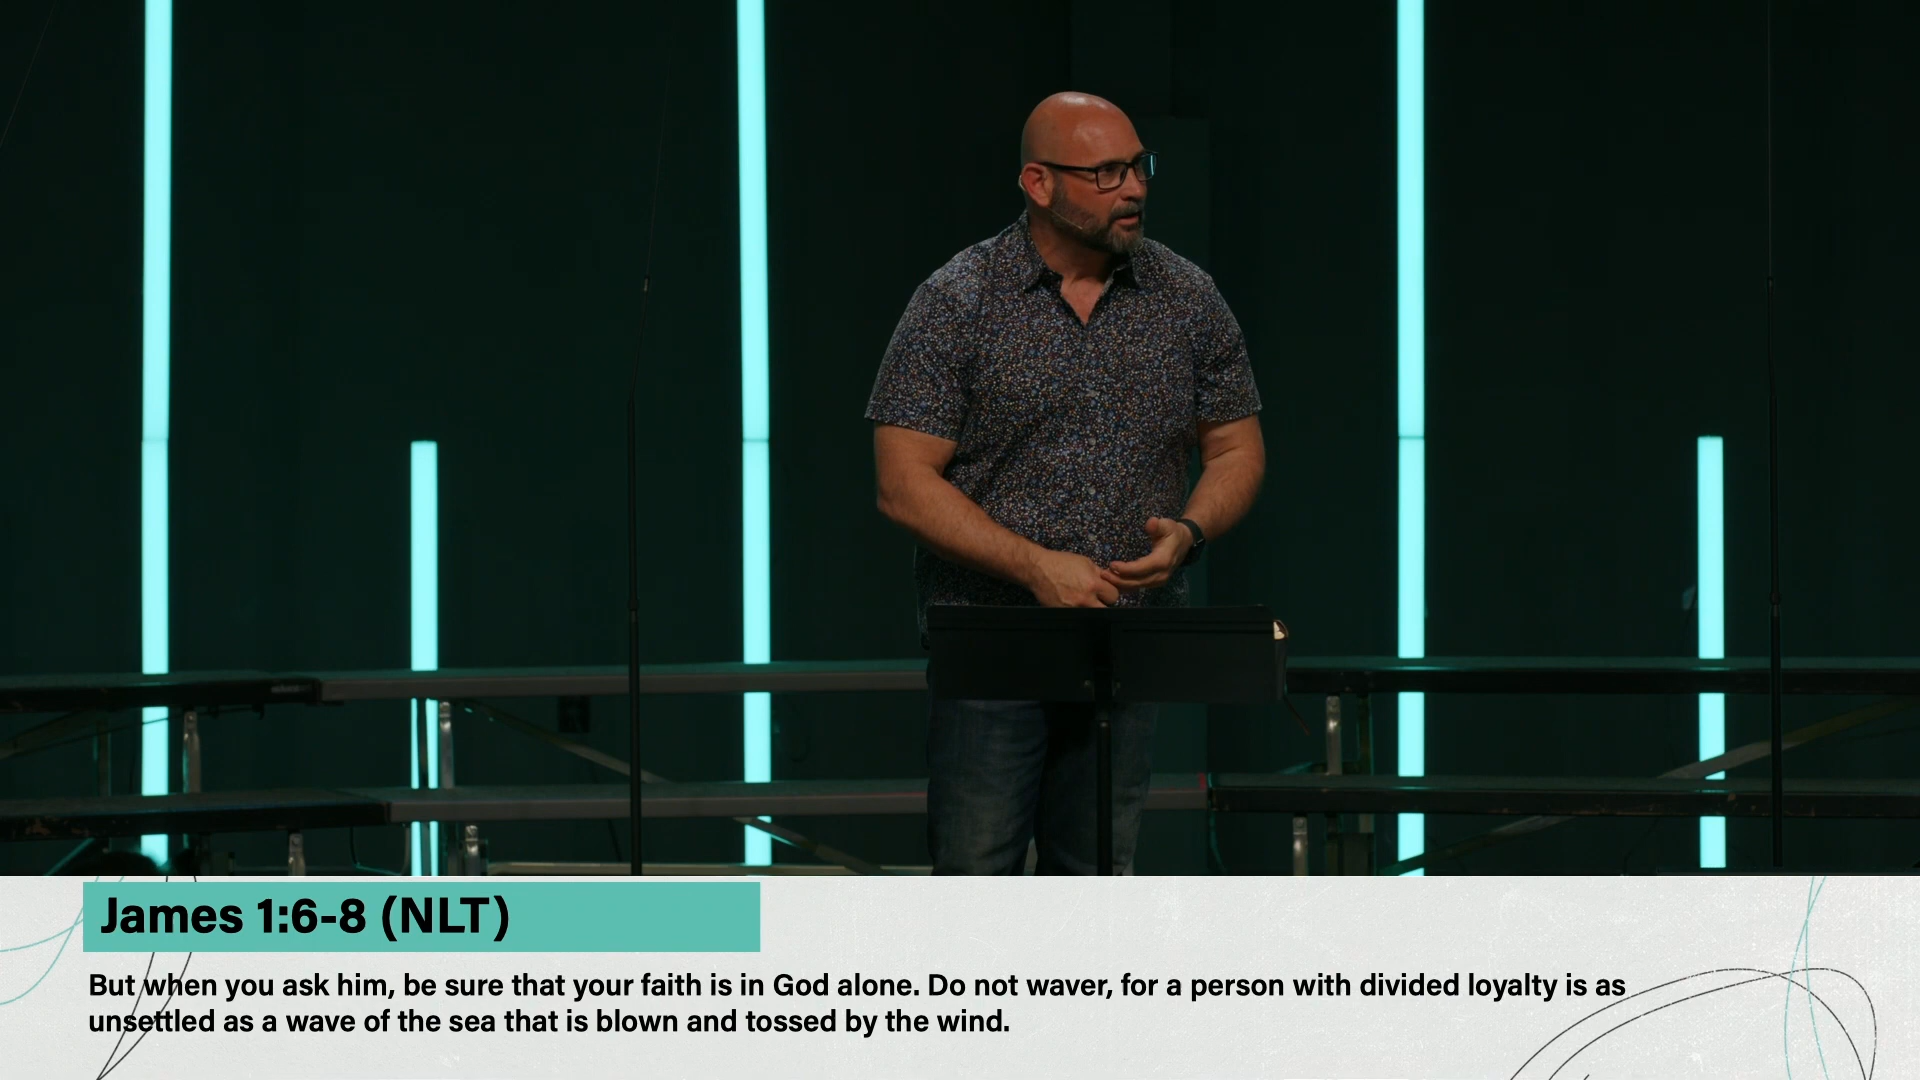 James 1:6-8 (NLT)
But when you ask him, be sure that your faith is in God alone. Do not waver, for a person with divided loyalty is as
unsettled as a wave of the sea that is blown and tossed by the wind.